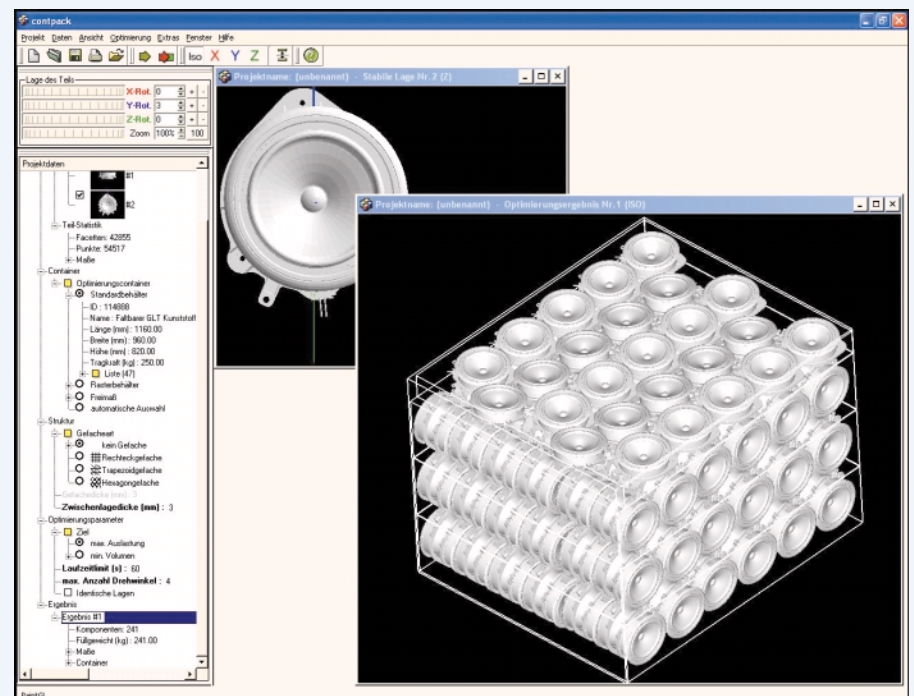 contpack
Projekt Daten Ansicht Optimierung Extras Fenster Hilfe
Iso X Y Z
Lage des Teils
X-Rot. 0 + -
Y-Rot. 3 + -
Z-Rot. 0 + -
Zoom 100% 100
Projektdaten
#1
#2
Teil-Statistik
Facetten: 42855
Punkte: 54517
Maße
Container
Optimierungscontainer
Standardbehälter
ID : 114888
Name : Faltbarer GLT Kunststoff
Länge (mm) : 1160.00
Breite (mm) : 960.00
Höhe (mm) : 820.00
Tragkraft (kg) : 250.00
Liste (47)
Rasterbehälter
Freimaß
automatische Auswahl
Struktur
Gefacheart
kein Gefache
Rechteckgefache
Trapezoidgefache
Hexagongefache
Gefachedicke (mm) : 3
Zwischenlagedicke (mm) : 3
Optimierungsparameter
Ziel
max. Auslastung
min. Volumen
Laufzeitlimit (s) : 60
max. Anzahl Drehwinkel : 4
Identische Lagen
Ergebnis
Ergebnis #1
Komponenten: 241
Füllgewicht (kg) : 241.00
Maße
Container
Projektname: (unbenannt) - Stabile Lage Nr.2 (Z)
Projektname: (unbenannt) - Optimierungsergebnis Nr.1 (ISO)